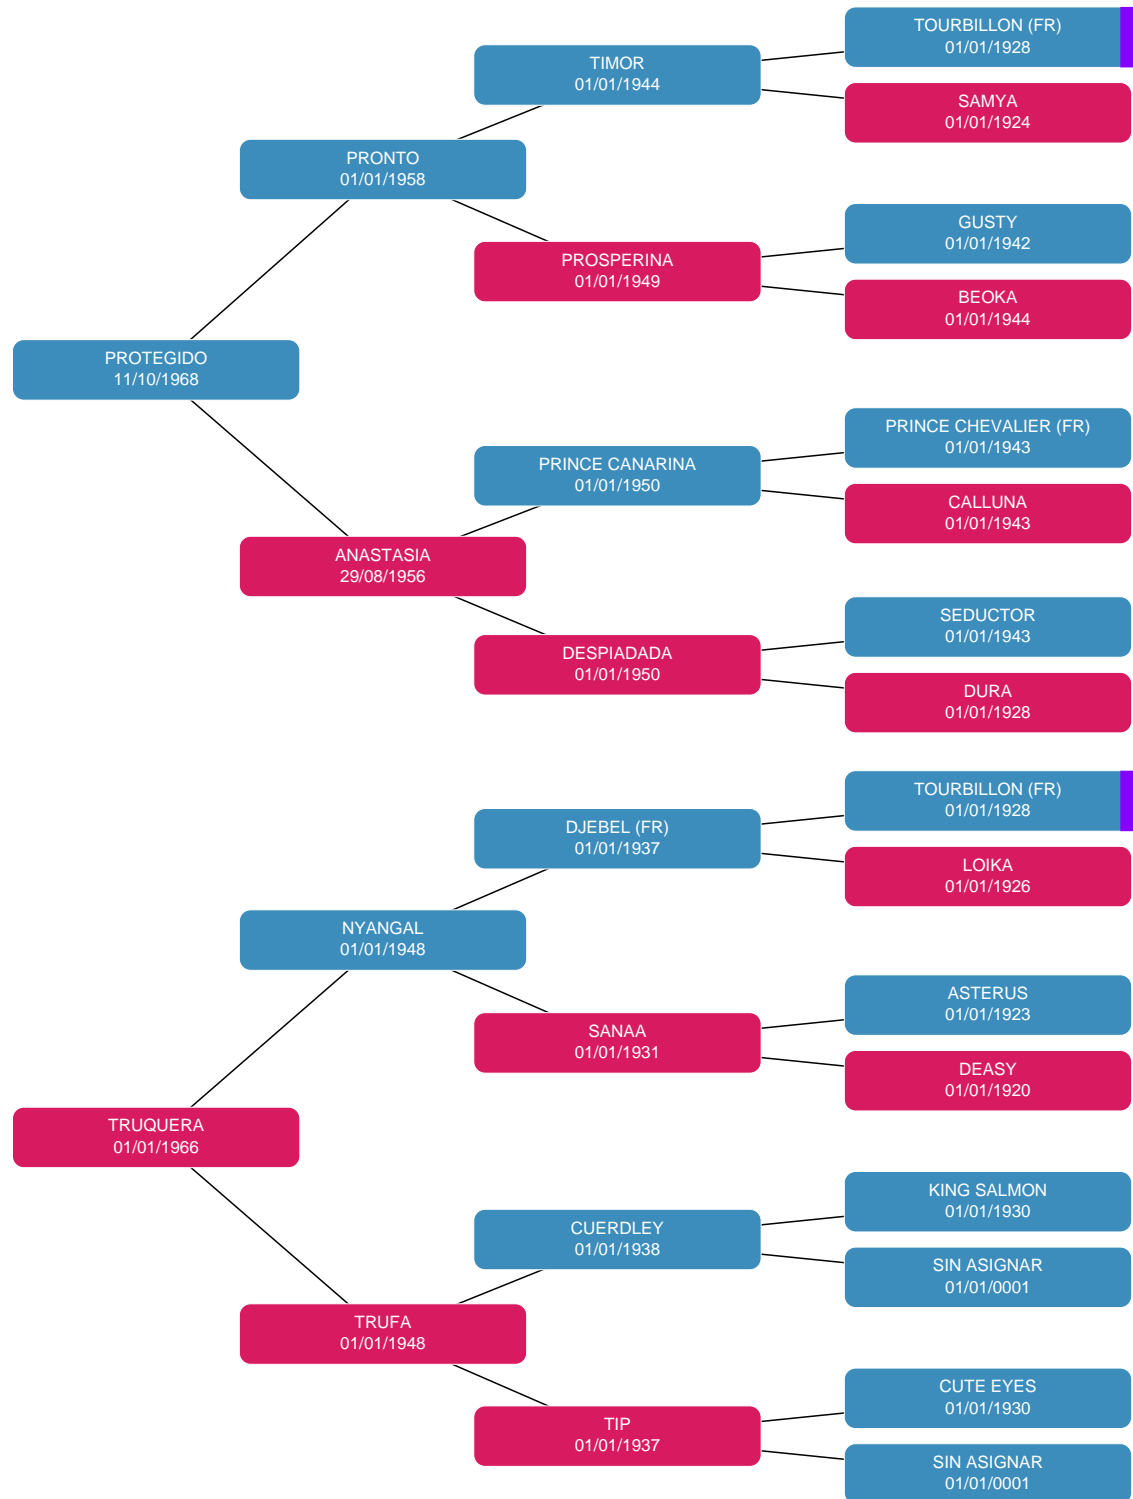 TOURBILLON (FR)
01/01/1928
TIMOR
01/01/1944
SAMYA
01/01/1924
PRONTO
01/01/1958
GUSTY
01/01/1942
PROSPERINA
01/01/1949
BEOKA
01/01/1944
PROTEGIDO
11/10/1968
PRINCE CHEVALIER (FR)
01/01/1943
PRINCE CANARINA
01/01/1950
CALLUNA
01/01/1943
ANASTASIA
29/08/1956
SEDUCTOR
01/01/1943
DESPIADADA
01/01/1950
DURA
01/01/1928
TOURBILLON (FR)
01/01/1928
DJEBEL (FR)
01/01/1937
LOIKA
01/01/1926
NYANGAL
01/01/1948
ASTERUS
01/01/1923
SANAA
01/01/1931
DEASY
01/01/1920
TRUQUERA
01/01/1966
KING SALMON
01/01/1930
CUERDLEY
01/01/1938
SIN ASIGNAR
01/01/0001
TRUFA
01/01/1948
CUTE EYES
01/01/1930
TIP
01/01/1937
SIN ASIGNAR
01/01/0001